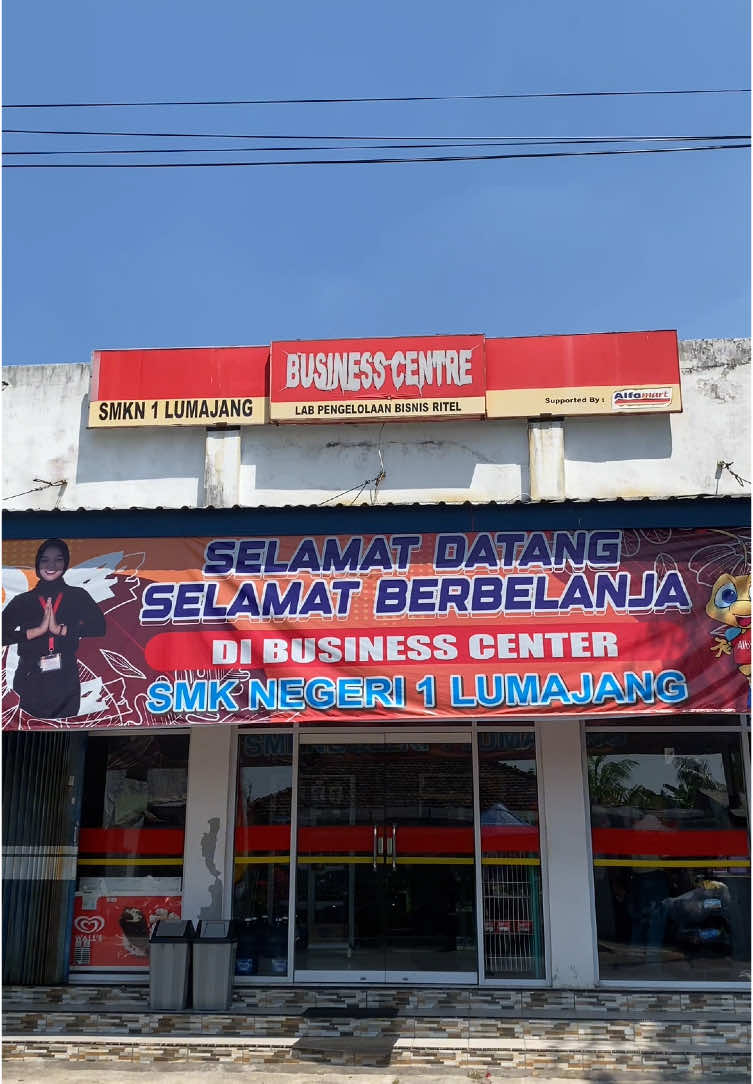 BUSINESS CENTRE
SMKN 1 LUMAJANG
LAB PENGELOLAAN BISNIS RITEL
Supported By : Alfamart
SELAMAT DATANG
SELAMAT BERBELANJA
DI BUSINESS CENTER
SMK NEGERI 1 LUMAJANG
WALL'S